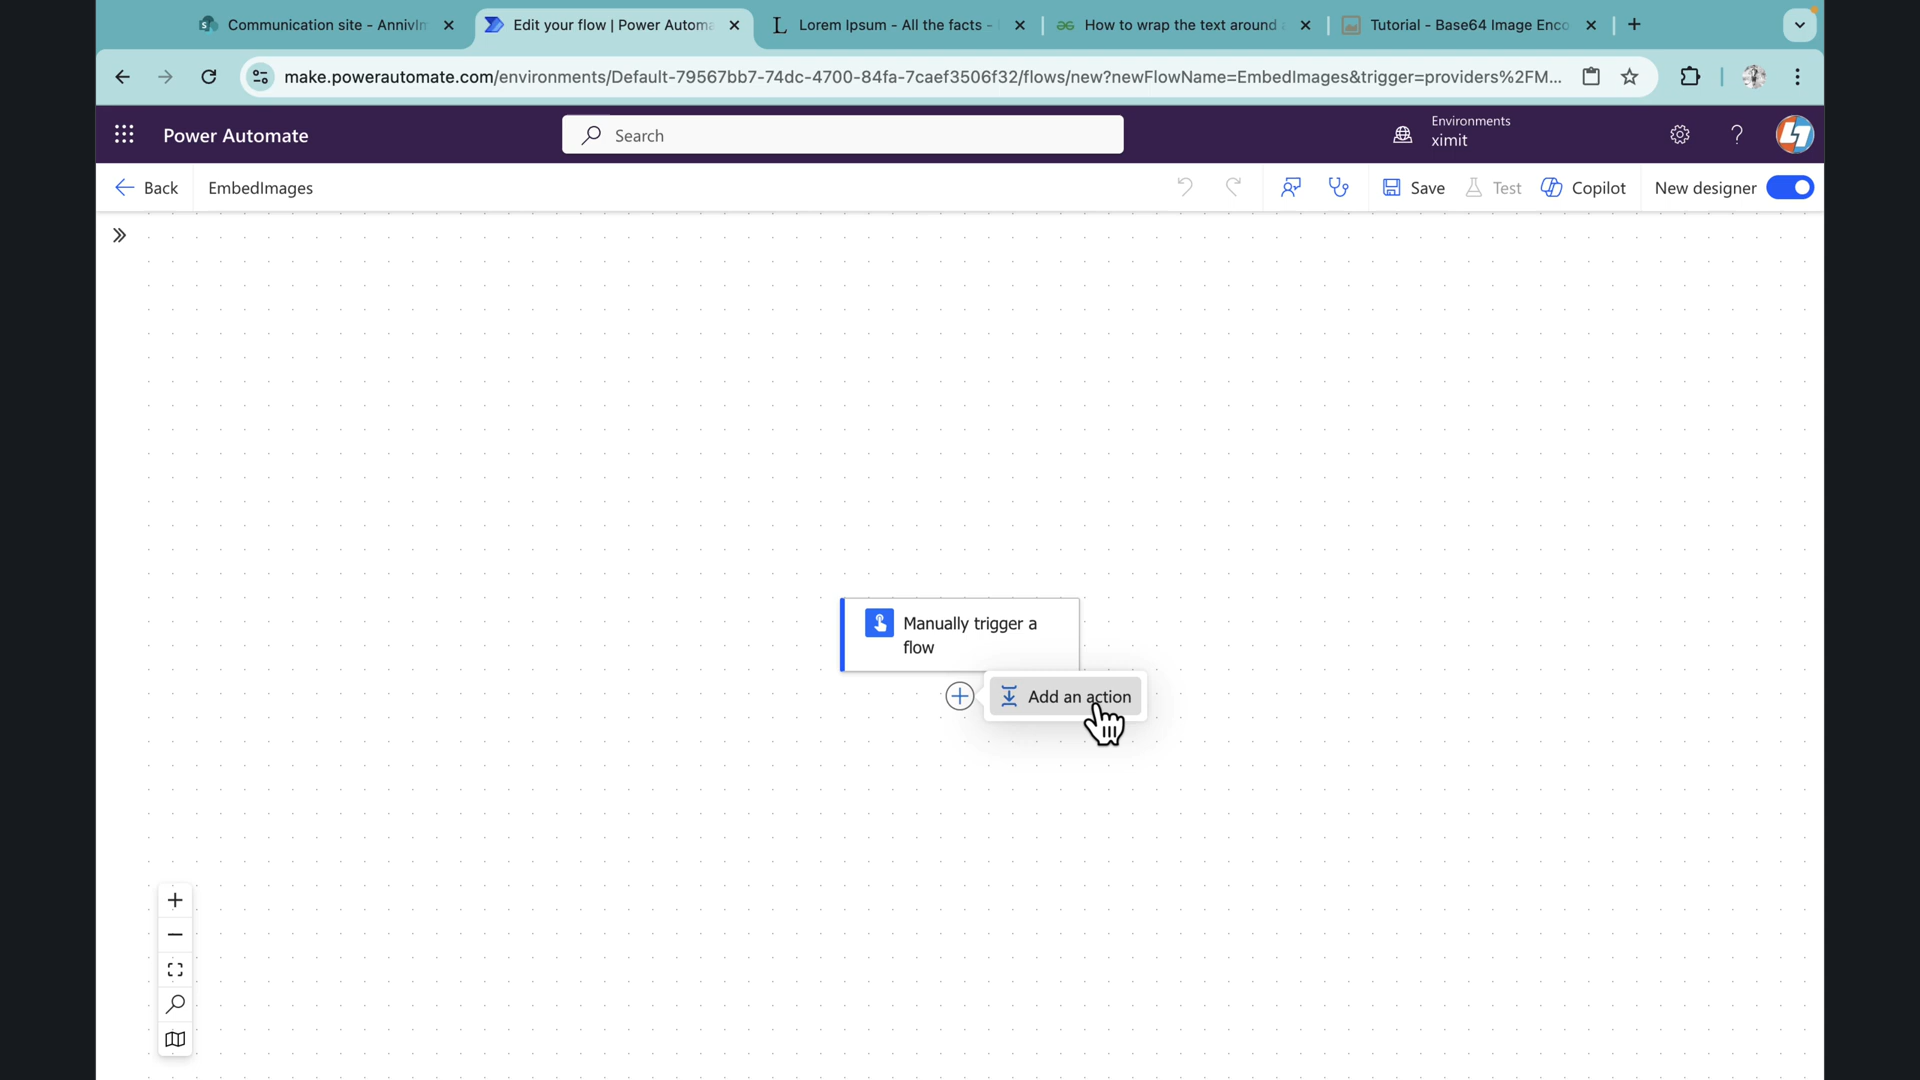 Communication site - AnnivIm
Edit your flow | Power Automa
Lorem Ipsum - All the facts -
How to wrap the text around
Tutorial - Base64 Image Enco
make.powerautomate.com/environments/Default-79567bb7-74dc-4700-84fa-7caef3506f32/flows/new?newFlowName=EmbedImages&trigger=providers%2FM...
Power Automate
Search
Environments
ximit
Back
EmbedImages
Save
Test
Copilot
New designer
Manually trigger a
flow
Add an action